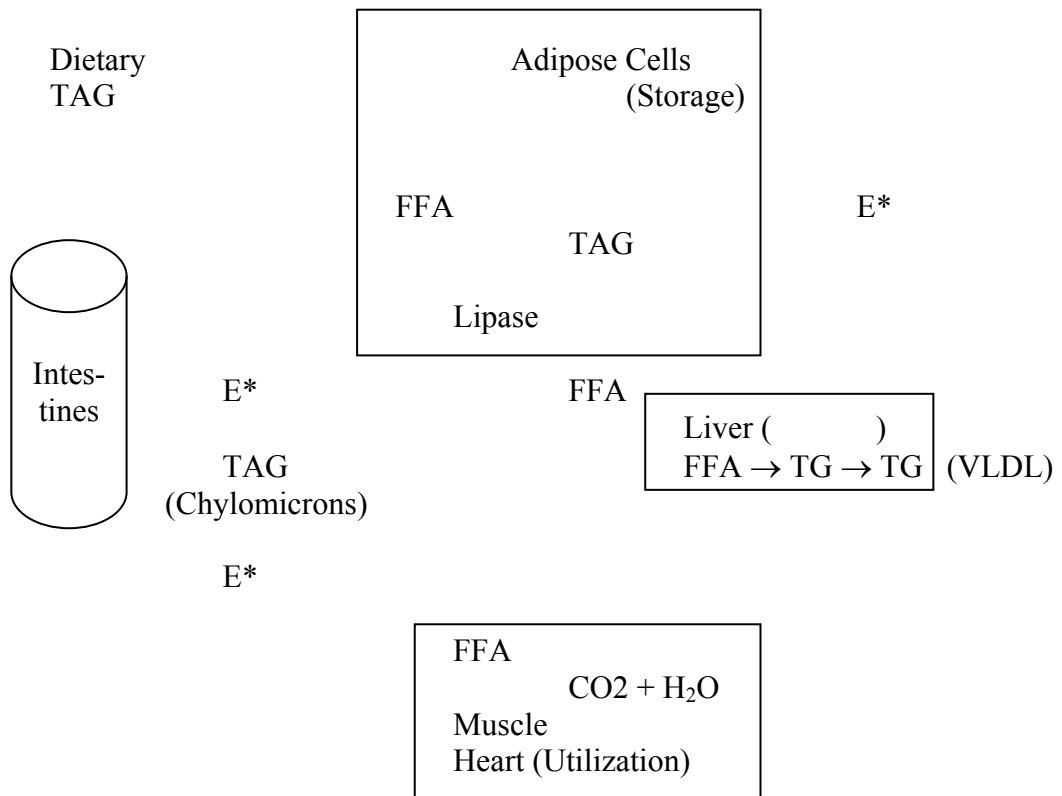 Dietary
TAG
Adipose Cells
(Storage)
FFA
E*
TAG
Lipase
Intes-
tines
E*
FFA
Liver ( )
FFA → TG → TG (VLDL)
TAG
(Chylomicrons)
E*
FFA
CO2 + H₂O
Muscle
Heart (Utilization)